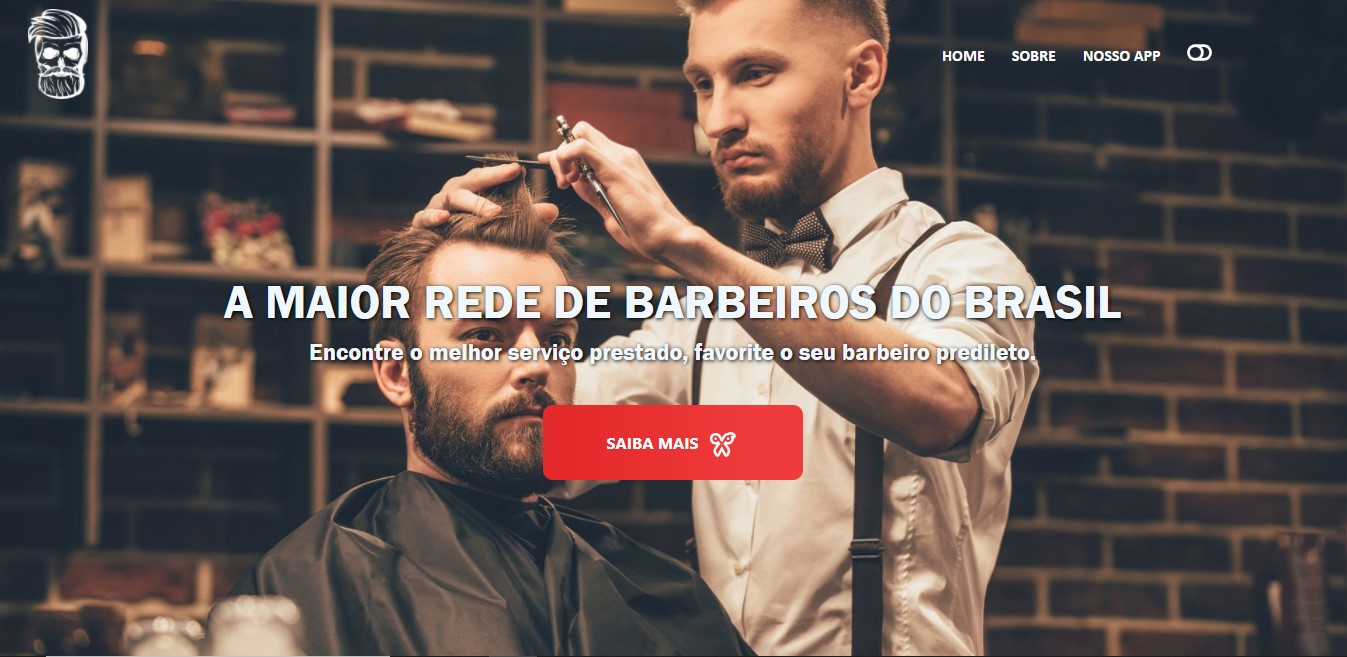 HOME SOBRE NOSSO APP
A MAIOR REDE DE BARBEIROS DO BRASIL
Encontre o melhor serviço prestado, favorite o seu barbeiro predileto.
SAIBA MAIS